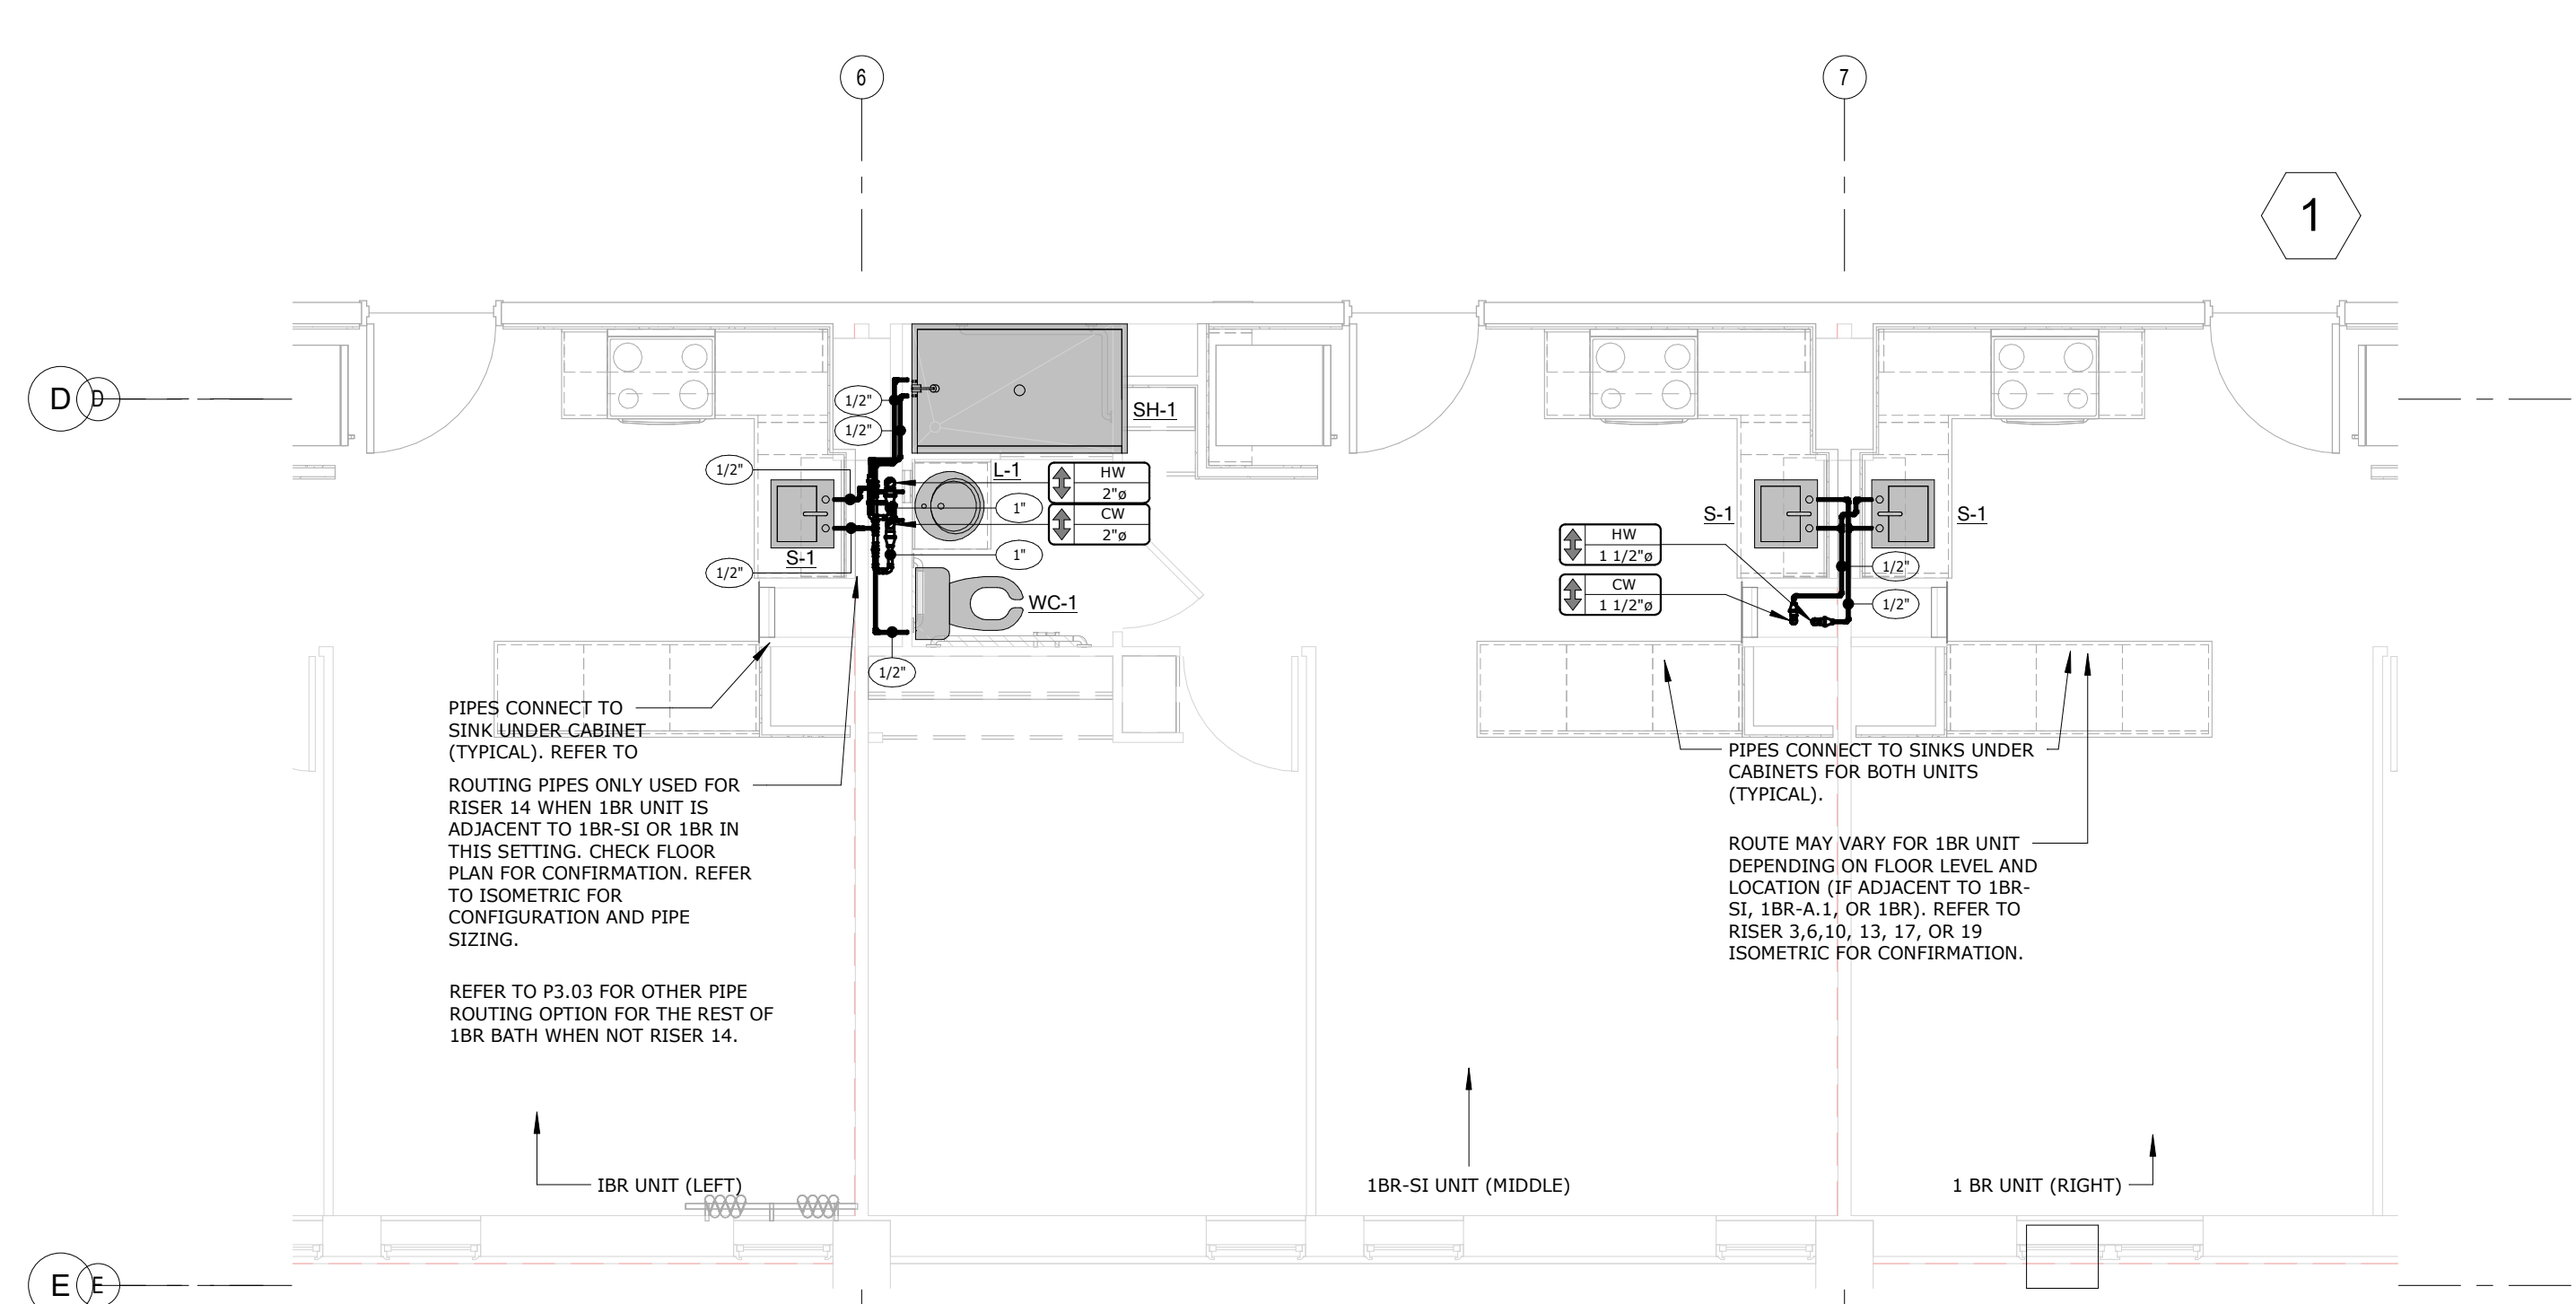 6
7
1
D
D
1/2"
1/2"
1/2"
1/2"
S-1
SH-1
L-1
HW
2"ø
1"
CW
2"ø
1"
WC-1
1/2"
S-1
S-1
HW
1 1/2"ø
CW
1 1/2"ø
1/2"
1/2"
PIPES CONNECT TO
SINK UNDER CABINET
(TYPICAL). REFER TO
ROUTING PIPES ONLY USED FOR
RISER 14 WHEN 1BR UNIT IS
ADJACENT TO 1BR-SI OR 1BR IN
THIS SETTING. CHECK FLOOR
PLAN FOR CONFIRMATION. REFER
TO ISOMETRIC FOR
CONFIGURATION AND PIPE
SIZING.
REFER TO P3.03 FOR OTHER PIPE
ROUTING OPTION FOR THE REST OF
1BR BATH WHEN NOT RISER 14.
PIPES CONNECT TO SINKS UNDER
CABINETS FOR BOTH UNITS
(TYPICAL).
ROUTE MAY VARY FOR 1BR UNIT
DEPENDING ON FLOOR LEVEL AND
LOCATION (IF ADJACENT TO 1BR-
SI, 1BR-A.1, OR 1BR). REFER TO
RISER 3,6,10, 13, 17, OR 19
ISOMETRIC FOR CONFIRMATION.
IBR UNIT (LEFT)
1BR-SI UNIT (MIDDLE)
1 BR UNIT (RIGHT)
E
E